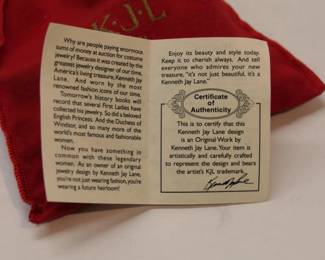 K.J.L
Why are people paying enormous
sums of money at auction for costume
jewelry? Because it was created by the
greatest jewelry designer of our time,
America's living treasure, Kenneth Jay
Lane. And worn by the most
renowned fashion icons of our time.
Tomorrow's history books will
record that several First Ladies have
collected his jewelry. So did a beloved
English Princess. And the Duchess of
Windsor, and so many more of the
world's most famous and fashionable
women.
Now you have something in
common with these legendary
women. As an owner of an original
jewelry design by Kenneth Jay Lane,
you're not just wearing fashion, you're
wearing a future heirloom!
Enjoy its beauty and style today.
Keep it to cherish always. And tell
everyone who admires your new
treasure, "it's not just beautiful, it's a
Kenneth Jay Lane."
Certificate
of
Authenticity
This is to certify that this
Kenneth Jay Lane design
is an Original Work by
Kenneth Jay Lane. Your item is
artistically and carefully crafted
to represent the design and bears
the artist's KJL trademark.